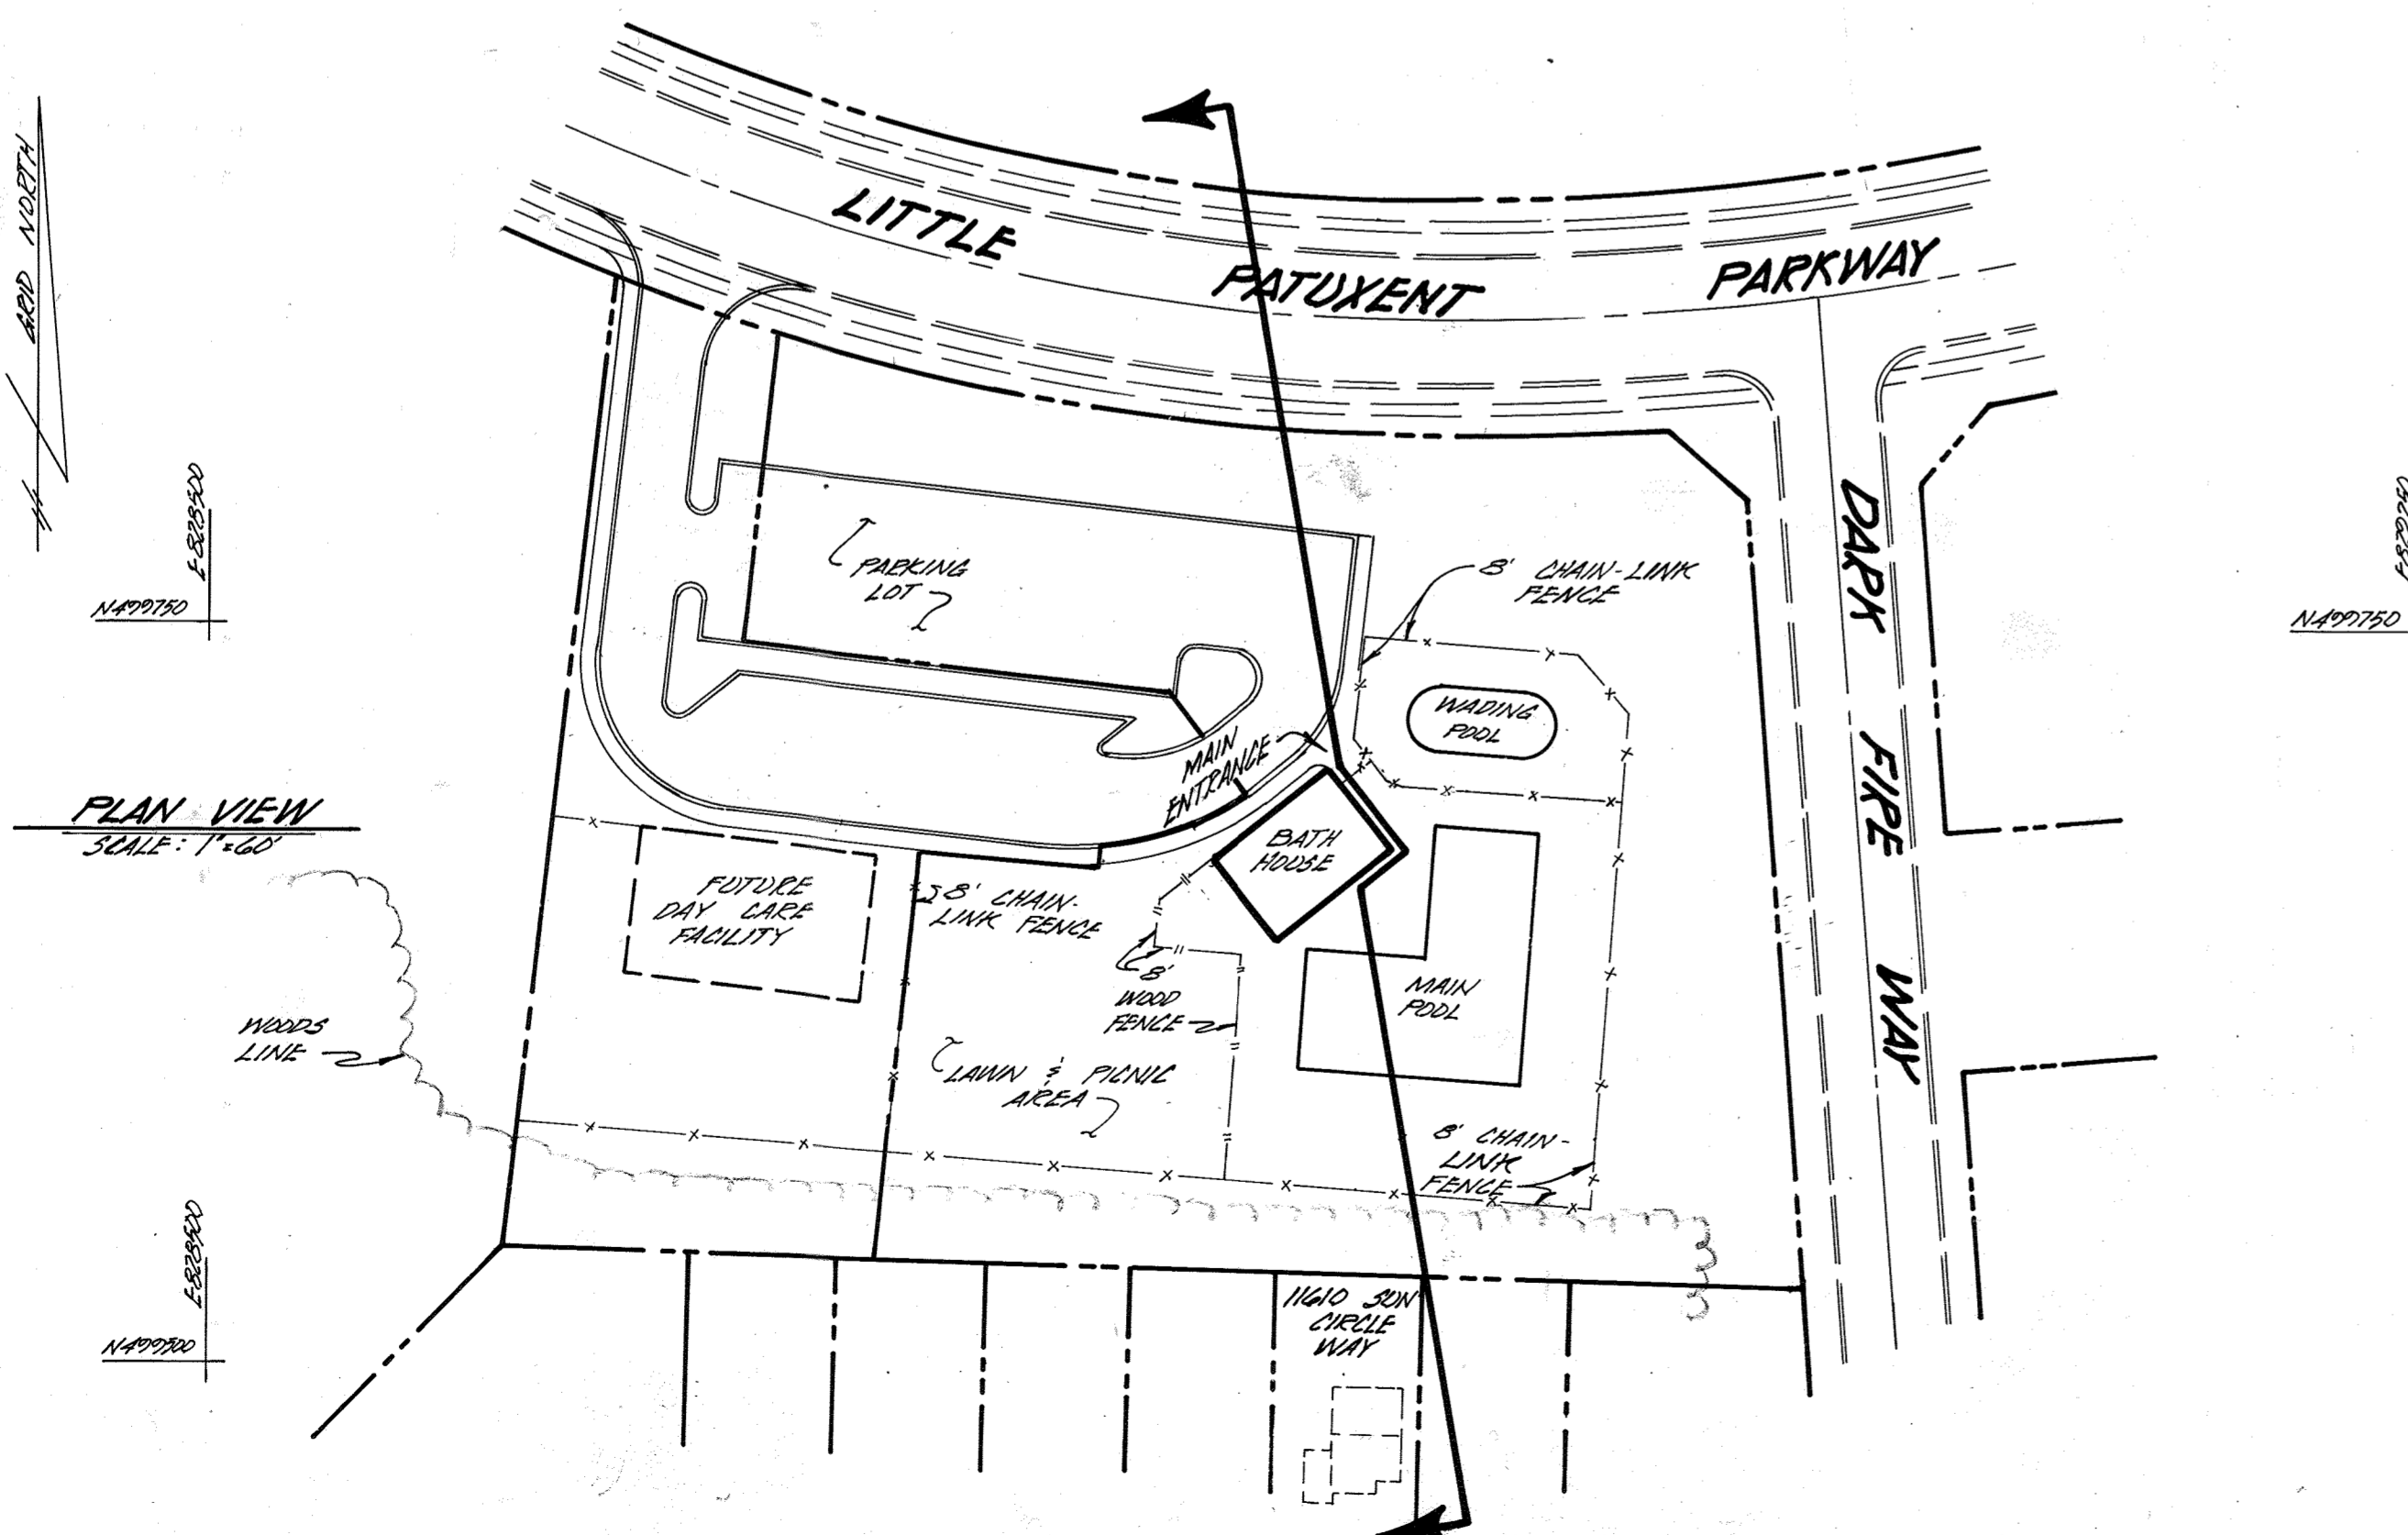 GRID NORTH
LITTLE PATUXENT PARKWAY
E828500
N499750
N499750
PARKING
LOT
8' CHAIN-LINK
FENCE
DARK FIRE WAY
WADING
POOL
MAIN
ENTRANCE
PLAN VIEW
SCALE: 1"=60'
BATH
HOUSE
FUTURE
DAY CARE
FACILITY
8' CHAIN-
LINK FENCE
8'
WOOD
FENCE
MAIN
POOL
WOODS
LINE
LAWN & PICNIC
AREA
8' CHAIN-
LINK
FENCE
E828500
N499500
11610 SUN
CIRCLE
WAY